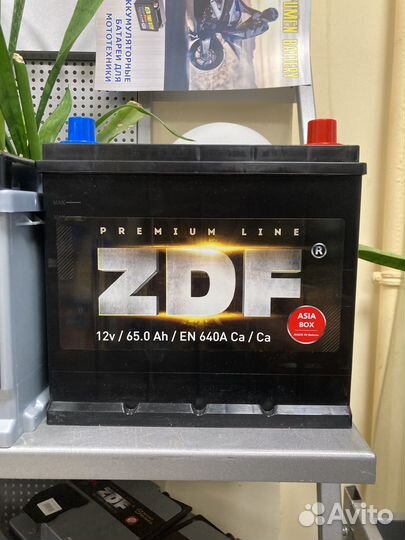 АККУМУЛЯТОРНЫЕ
БАТАРЕИ ДЛЯ
МОТОТЕХНИКИ
MAX
PREMIUM LINE
ZDF®
12v / 65.0 Ah / EN 640A Ca / Ca
ASIA
BOX
ZDF
Avito